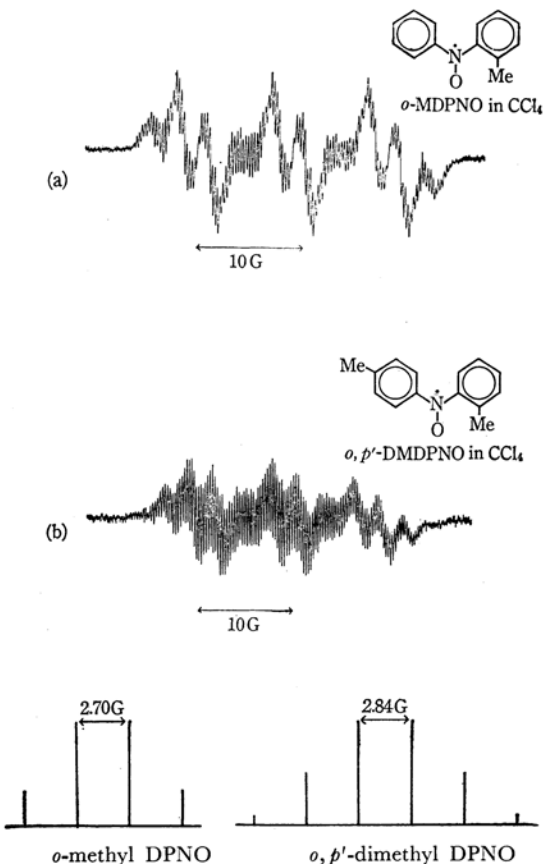 N
O
Me
o-MDPNO in CCl₄
(a)
10 G
Me
N
O
Me
o, p′-DMDPNO in CCl₄
(b)
10 G
2.70G
2.84G
o-methyl DPNO
o, p′-dimethyl DPNO